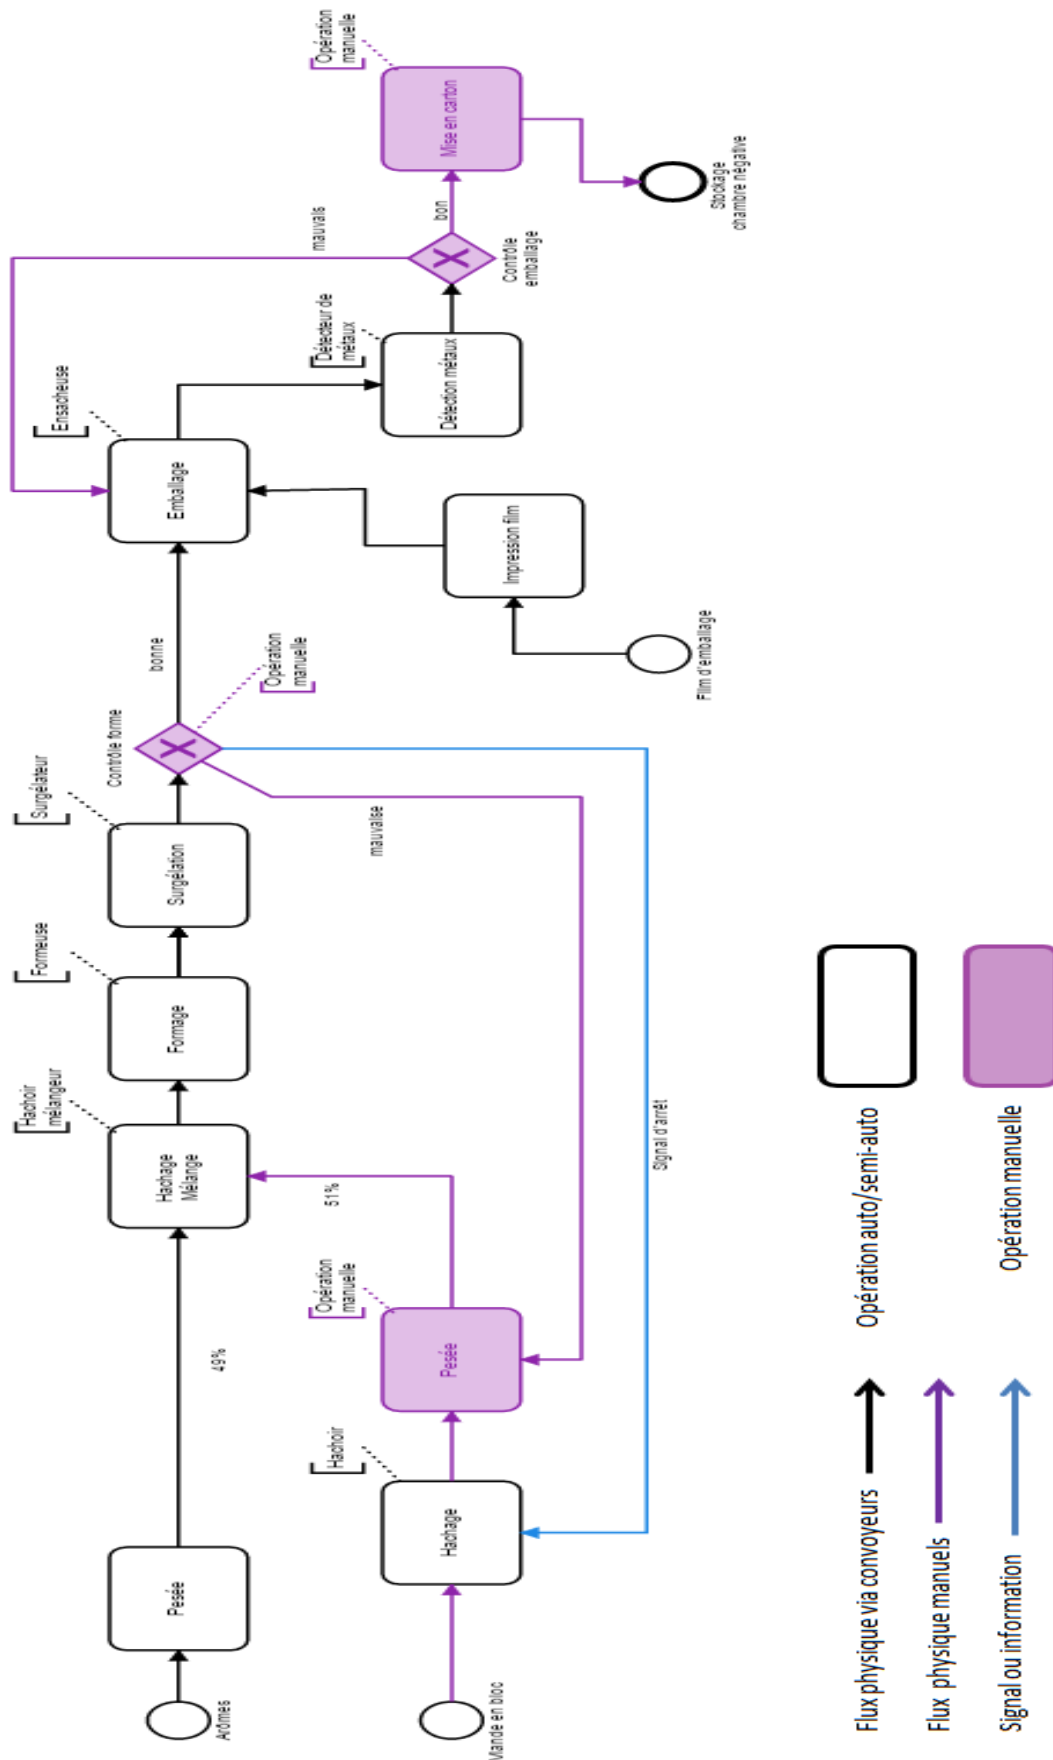 Arômes
Pesée
49%
Hachage
Mélange
Hachoir
mélangeur
Formage
Formeuse
Surgélation
Surgélateur
Contrôle forme
Opération
manuelle
bonne
mauvaise
Emballage
Ensacheuse
mauvais
Viande en bloc
Hachage
Hachoir
Pesée
Opération
manuelle
51%
Signal d'arrêt
Film d'emballage
Impression film
Détection métaux
Détecteur de
métaux
Contrôle
emballage
bon
Mise en carton
Opération
manuelle
Stockage
chambre négative
Flux physique via convoyeurs
Opération auto/semi-auto
Flux physique manuels
Opération manuelle
Signal ou information